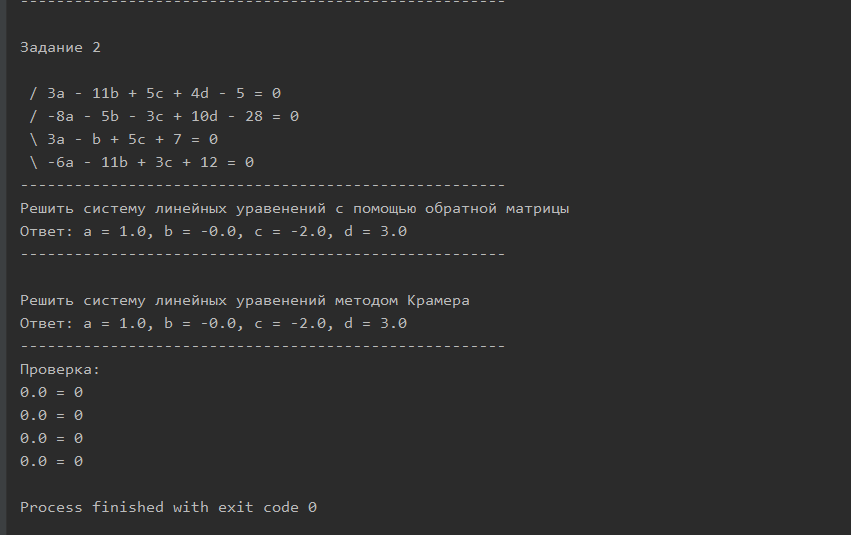 -----------------------------------------------------
Задание 2
/ 3a - 11b + 5c + 4d - 5 = 0
/ -8a - 5b - 3c + 10d - 28 = 0
\ 3a - b + 5c + 7 = 0
\ -6a - 11b + 3c + 12 = 0
-----------------------------------------------------
Решить систему линейных уравенений с помощью обратной матрицы
Ответ: a = 1.0, b = -0.0, c = -2.0, d = 3.0
-----------------------------------------------------
Решить систему линейных уравенений методом Крамера
Ответ: a = 1.0, b = -0.0, c = -2.0, d = 3.0
-----------------------------------------------------
Проверка:
0.0 = 0
0.0 = 0
0.0 = 0
0.0 = 0
Process finished with exit code 0